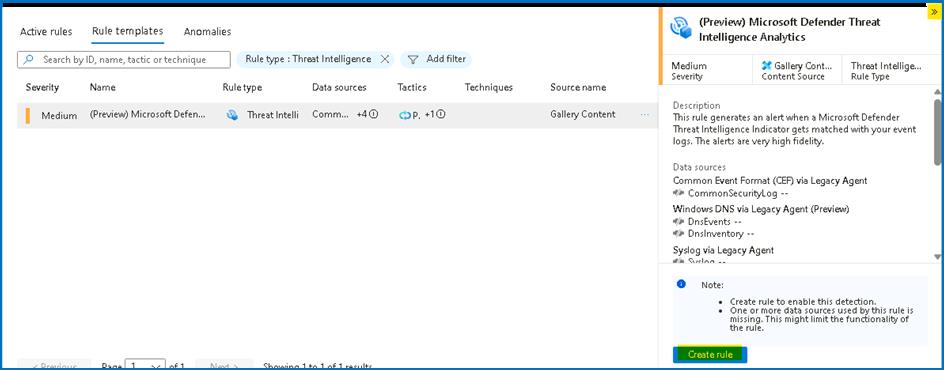 Active rules Rule templates Anomalies
Search by ID, name, tactic or technique Rule type : Threat Intelligence Add filter
Severity Name Rule type Data sources Tactics Techniques Source name
Medium (Preview) Microsoft Defen... Threat Intelli Comm... +4 P. +1 Gallery Content ...
< Previous Page 1 of 1 Next > Showing 1 to 1 of 1 results
»
(Preview) Microsoft Defender Threat
Intelligence Analytics
Medium Gallery Cont... Threat Intellige...
Severity Content Source Rule Type
Description
This rule generates an alert when a Microsoft Defender
Threat Intelligence Indicator gets matched with your event
logs. The alerts are very high fidelity.
Data sources
Common Event Format (CEF) via Legacy Agent
CommonSecurityLog --
Windows DNS via Legacy Agent (Preview)
DnsEvents --
DnsInventory --
Syslog via Legacy Agent
Syslog --
Note:
• Create rule to enable this detection.
• One or more data sources used by this rule is
missing. This might limit the functionality of
the rule.
Create rule